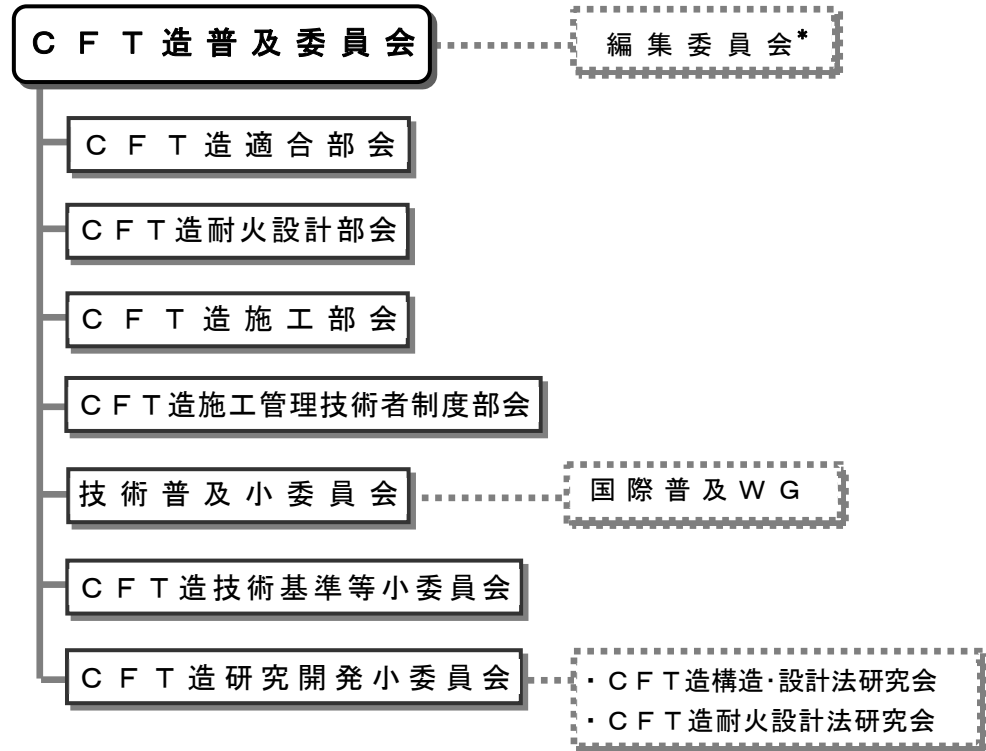 ＣＦＴ造普及委員会
編集委員会*
ＣＦＴ造適合部会
ＣＦＴ造耐火設計部会
ＣＦＴ造施工部会
ＣＦＴ造施工管理技術者制度部会
技術普及小委員会
国際普及ＷＧ
ＣＦＴ造技術基準等小委員会
ＣＦＴ造研究開発小委員会
・ＣＦＴ造構造・設計法研究会
・ＣＦＴ造耐火設計法研究会